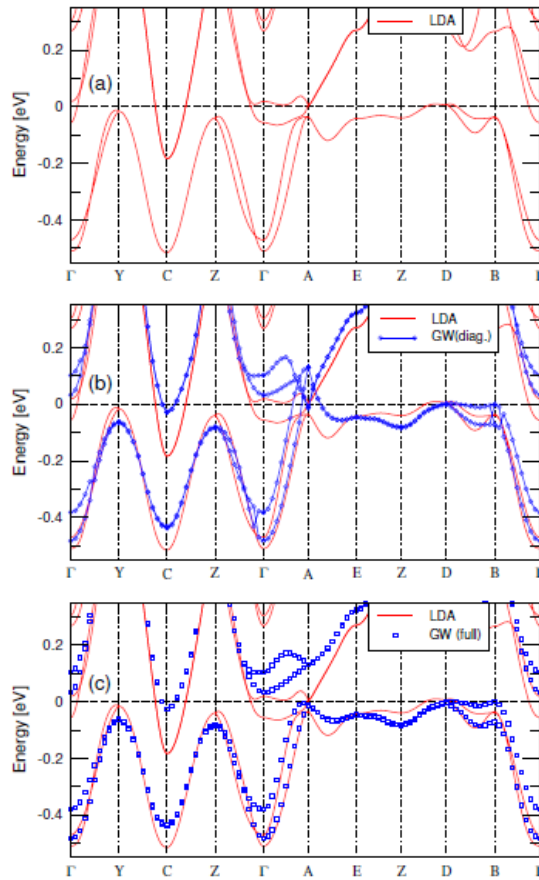 0.2
LDA
(a)
0
Energy [eV]
-0.2
-0.4
Γ Y C Z Γ A E Z D B Γ
0.2
LDA
GW(diag.)
(b)
0
Energy [eV]
-0.2
-0.4
Γ Y C Z Γ A E Z D B Γ
0.2
LDA
GW (full)
(c)
0
Energy [eV]
-0.2
-0.4
Γ Y C Z Γ A E Z D B Γ